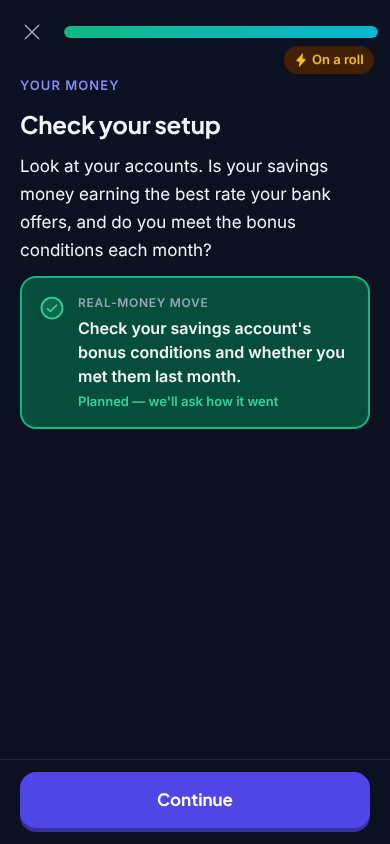 On a roll
YOUR MONEY
Check your setup
Look at your accounts. Is your savings
money earning the best rate your bank
offers, and do you meet the bonus
conditions each month?
REAL-MONEY MOVE
Check your savings account's
bonus conditions and whether you
met them last month.
Planned — we'll ask how it went
Continue